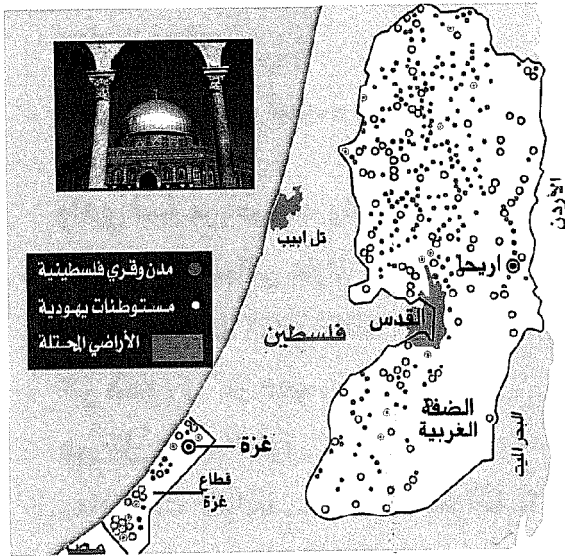 الأردن
تل ابيب
اريحا
مدن وقري فلسطينية
مستوطنات يهودية
الأراضي المحتلة
القدس
فلسطين
الضفة
الغربية
البحر الميت
غزة
قطاع
غزة
مصر